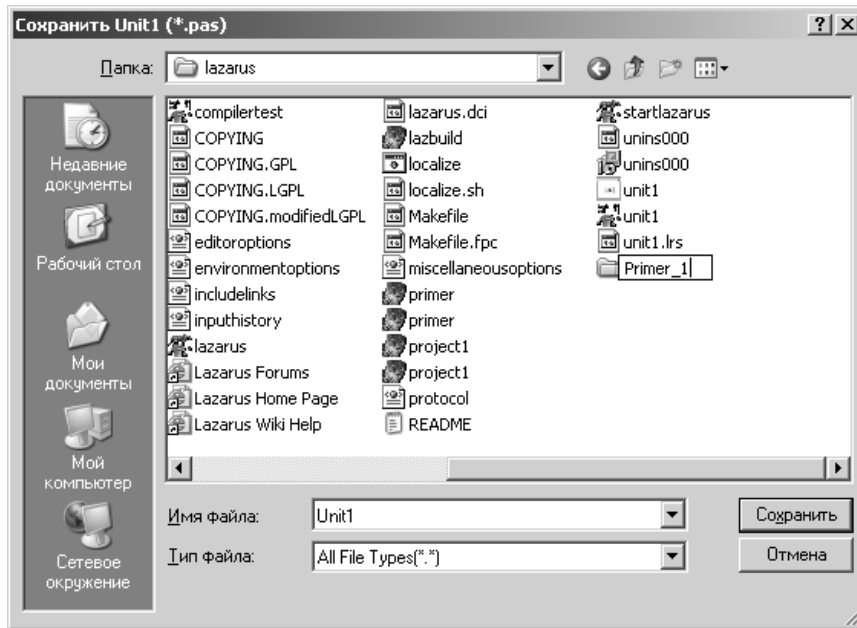 Сохранить Unit1 (*.pas)
Папка: lazarus
Недавние
документы
Рабочий стол
Мои
документы
Мой
компьютер
Сетевое
окружение
compilertest
COPYING
COPYING.GPL
COPYING.LGPL
COPYING.modifiedLGPL
editoroptions
environmentoptions
includelinks
inputhistory
lazarus
Lazarus Forums
Lazarus Home Page
Lazarus Wiki Help
lazarus.dci
lazbuild
localize
localize.sh
Makefile
Makefile.fpc
miscellaneousoptions
primer
primer
project1
project1
protocol
README
startlazarus
unins000
unins000
unit1
unit1
unit1.lrs
Primer_1
Имя файла: Unit1
Сохранить
Тип файла: All File Types(*.*)
Отмена